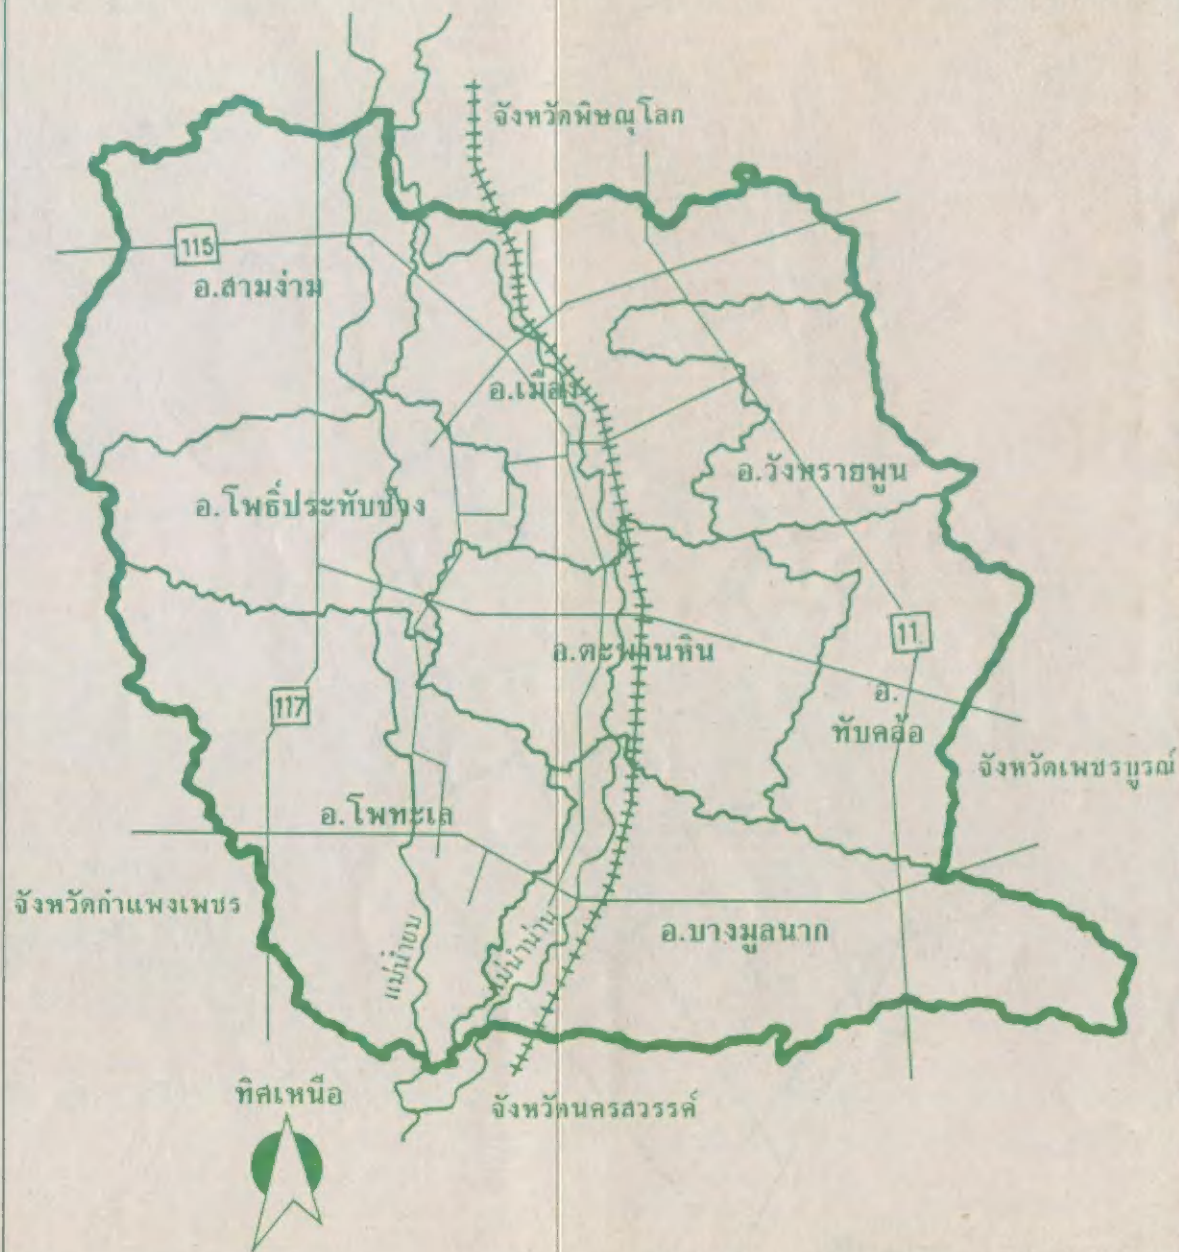 จังหวัดพิษณุโลก
115
อ.สามง่าม
อ.เมือง
อ.วังทรายพูน
อ.โพธิ์ประทับช้าง
11
อ.ตะพานหิน
อ.
ทับคล้อ
117
จังหวัดเพชรบูรณ์
อ.โพทะเล
จังหวัดกำแพงเพชร
อ.บางมูลนาก
แม่น้ำยม
แม่น้ำน่าน
ทิศเหนือ
จังหวัดนครสวรรค์